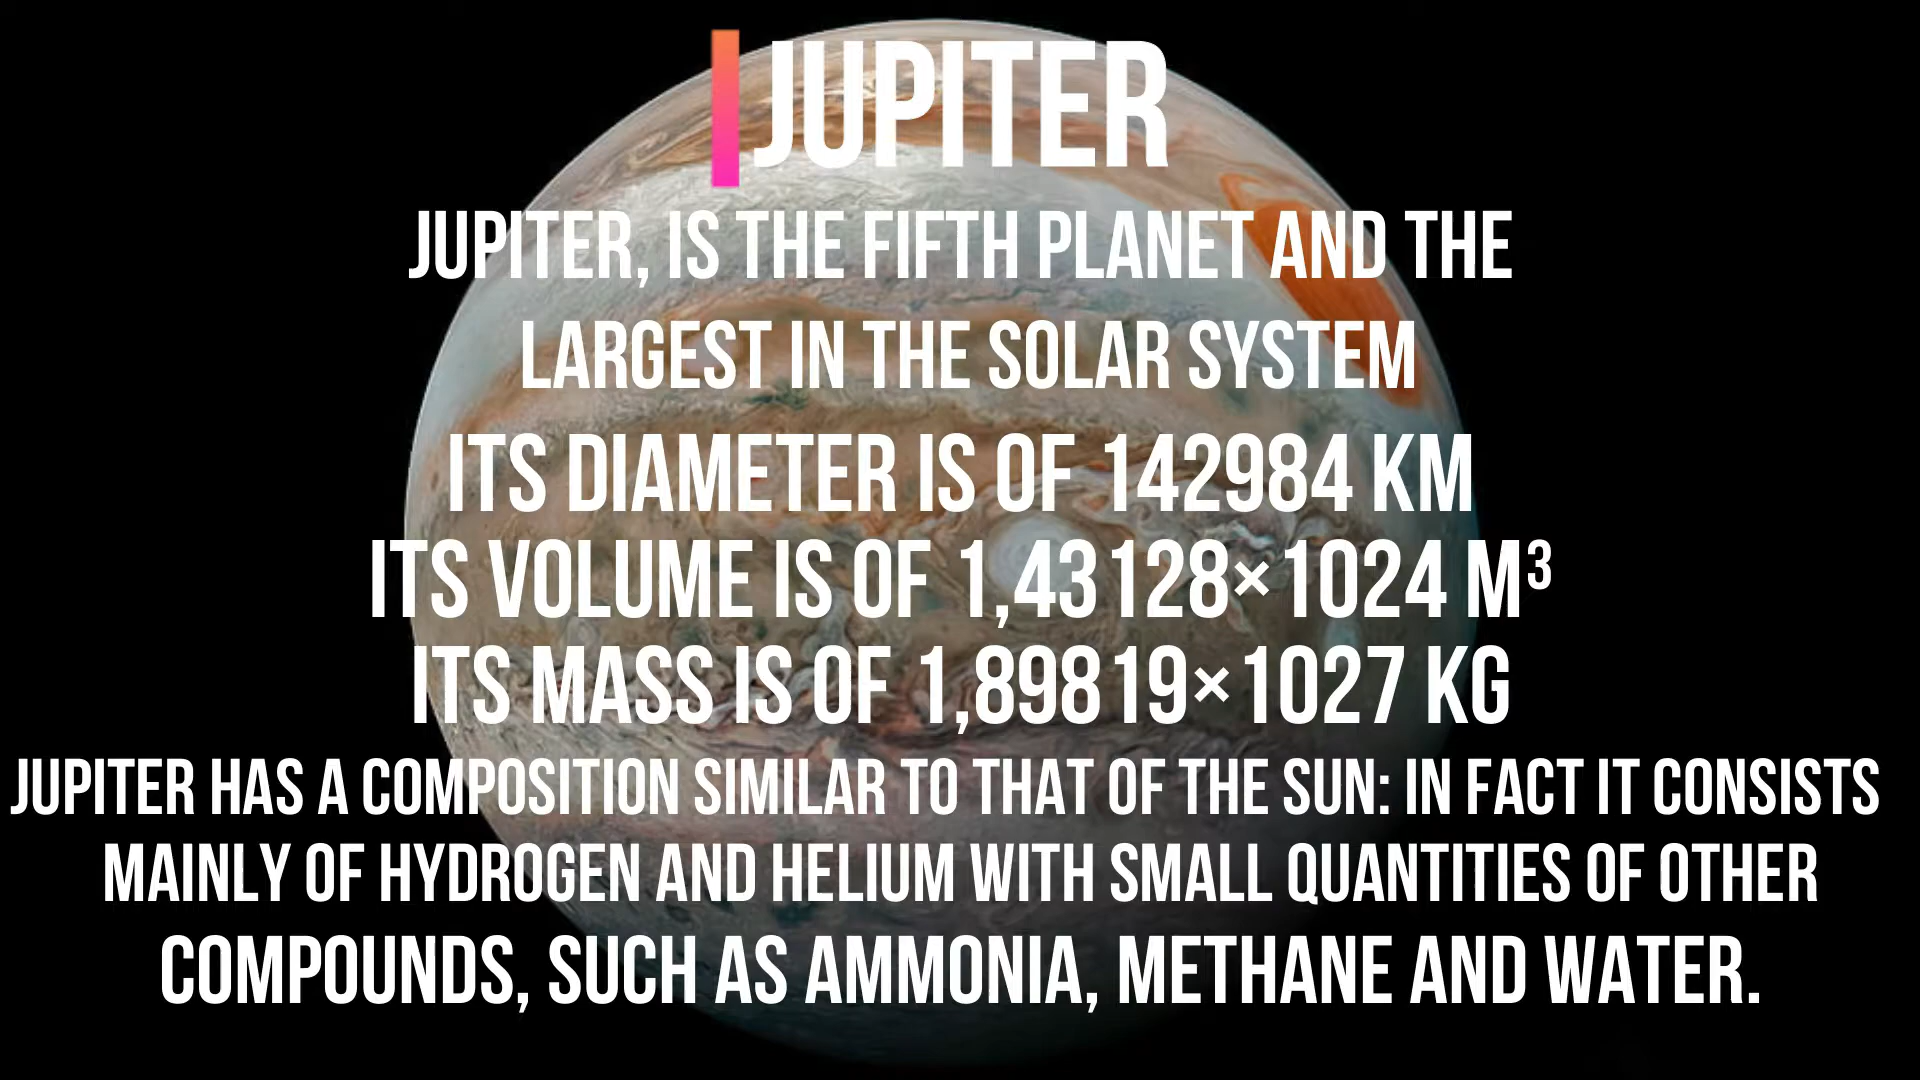 JUPITER
JUPITER, IS THE FIFTH PLANET AND THE
LARGEST IN THE SOLAR SYSTEM
ITS DIAMETER IS OF 142984 KM
ITS VOLUME IS OF 1,43128×1024 M³
ITS MASS IS OF 1,89819×1027 KG
JUPITER HAS A COMPOSITION SIMILAR TO THAT OF THE SUN: IN FACT IT CONSISTS
MAINLY OF HYDROGEN AND HELIUM WITH SMALL QUANTITIES OF OTHER
COMPOUNDS, SUCH AS AMMONIA, METHANE AND WATER.